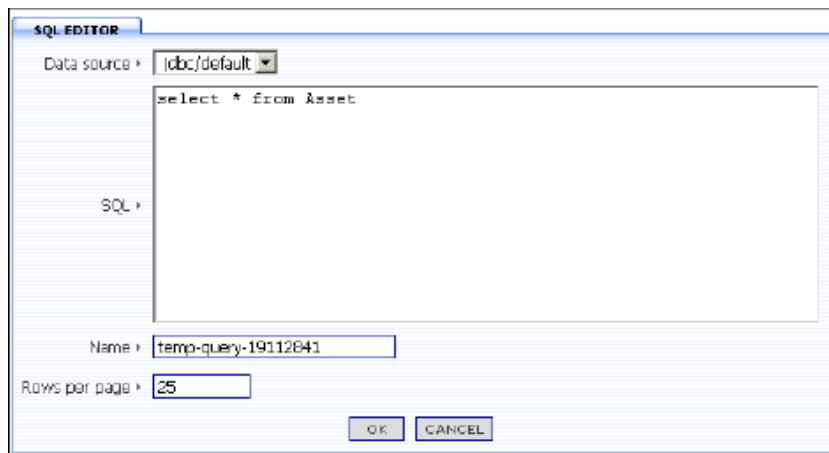 SQL EDITOR
Data source
jdbc/default
select * from Asset
SQL
Name
temp-query-19112841
Rows per page
25
OK CANCEL